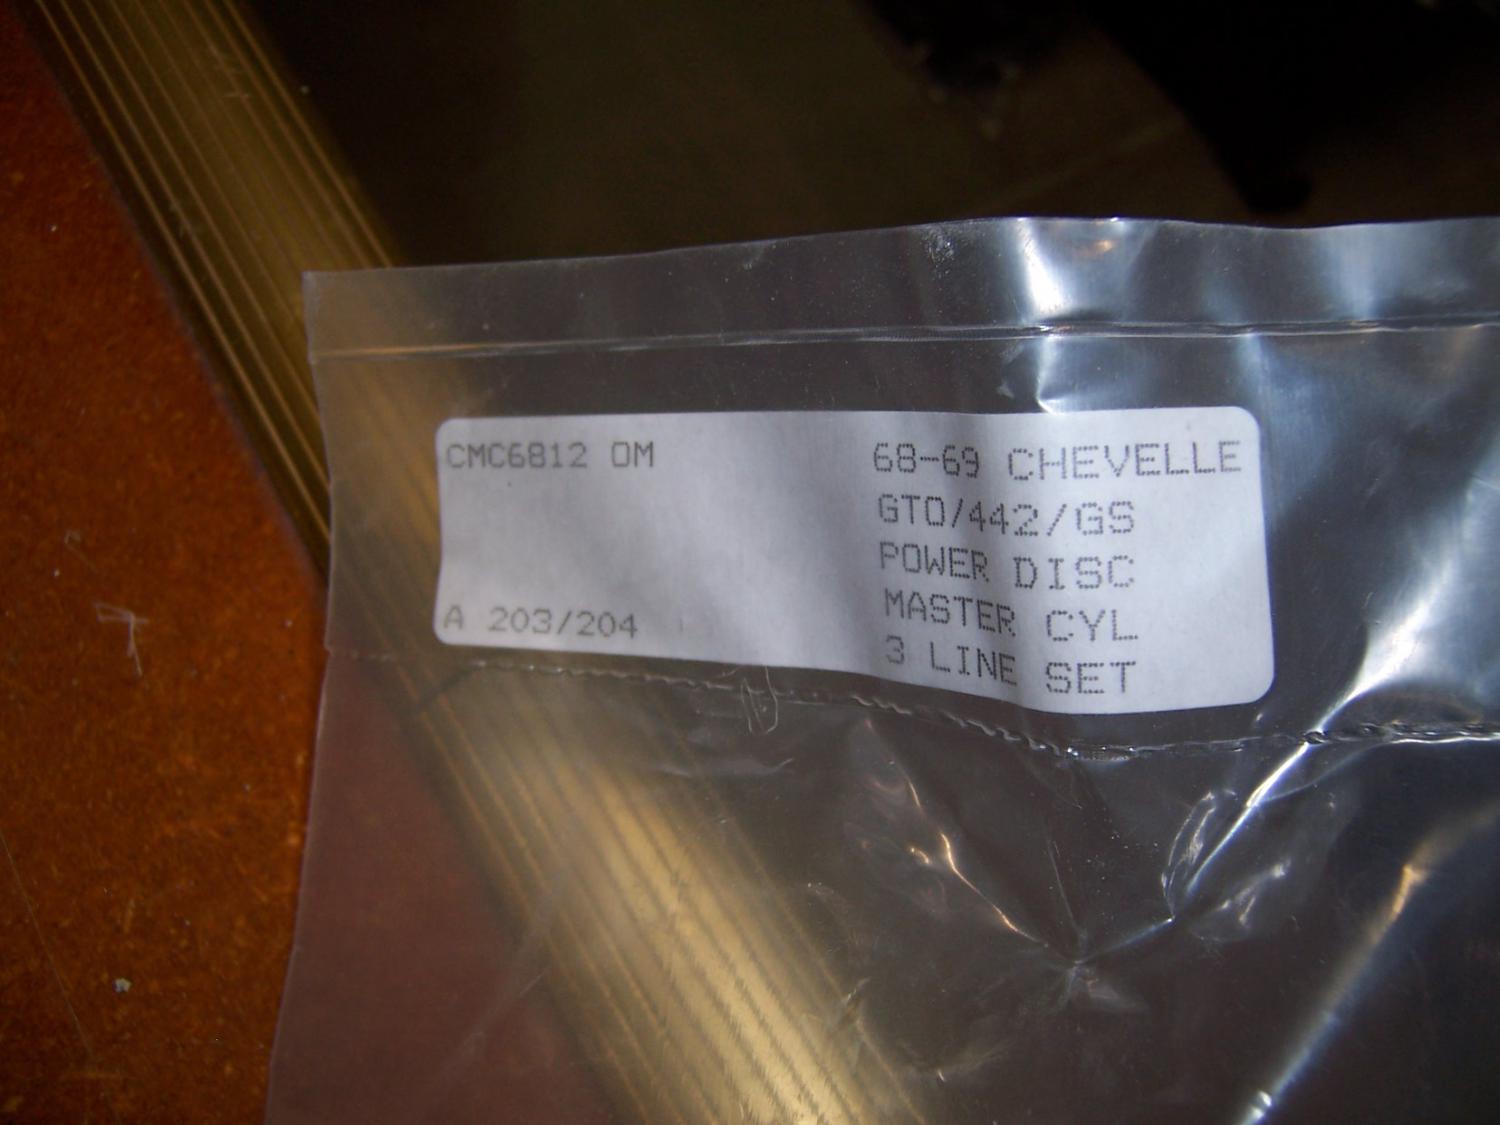 CMC6812 OM
A 203/204
68-69 CHEVELLE
GTO/442/GS
POWER DISC
MASTER CYL
3 LINE SET